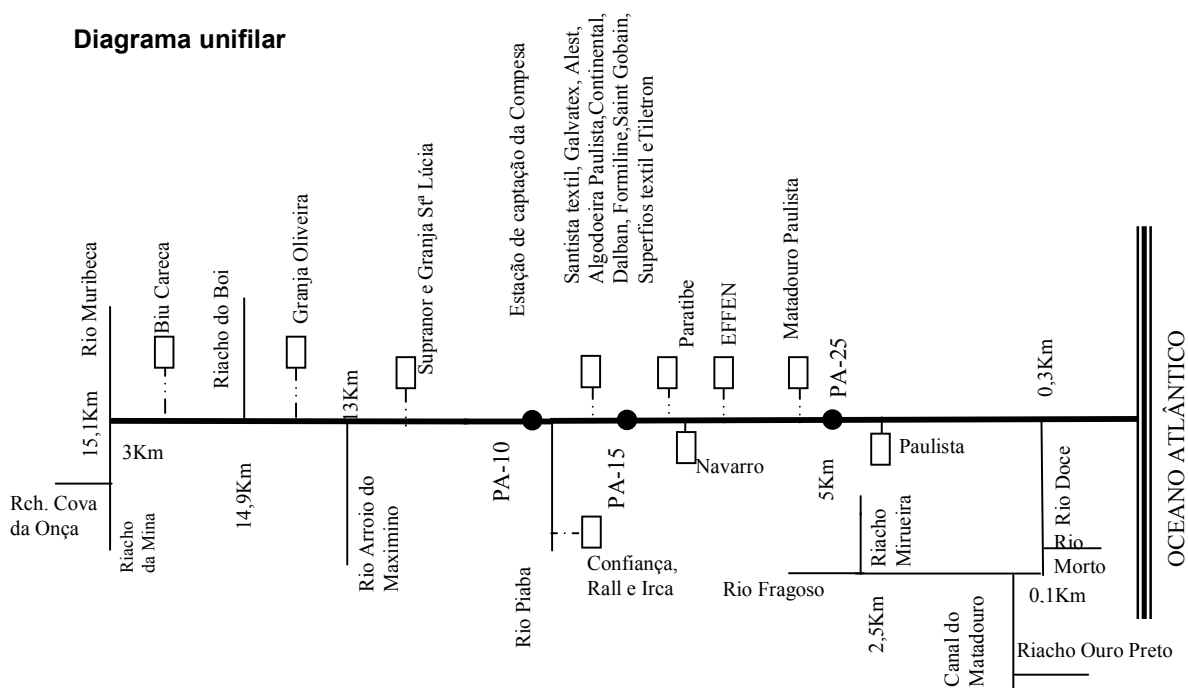 Diagrama unifilar
Rio Muribeca
Biu Careca
Riacho do Boi
Granja Oliveira
Supranor e Granja Stª Lúcia
Estação de captação da Compesa
Santista textil, Galvatex, Alest,
Algodoeira Paulista,Continental,
Dalban, Formiline,Saint Gobain,
Superfios textil eTiletron
Paratibe
EFFEN
Matadouro Paulista
PA-25
0,3Km
OCEANO ATLÂNTICO
15,1Km
3Km
14,9Km
13Km
PA-10
PA-15
Navarro
5Km
Paulista
Rch. Cova
da Onça
Riacho
da Mina
Rio Arroio do
Maximino
Rio Piaba
Confiança,
Rall e Irca
Rio Fragoso
Riacho
Mirueira
2,5Km
Rio Doce
Rio
Morto
0,1Km
Canal do
Matadouro
Riacho Ouro Preto